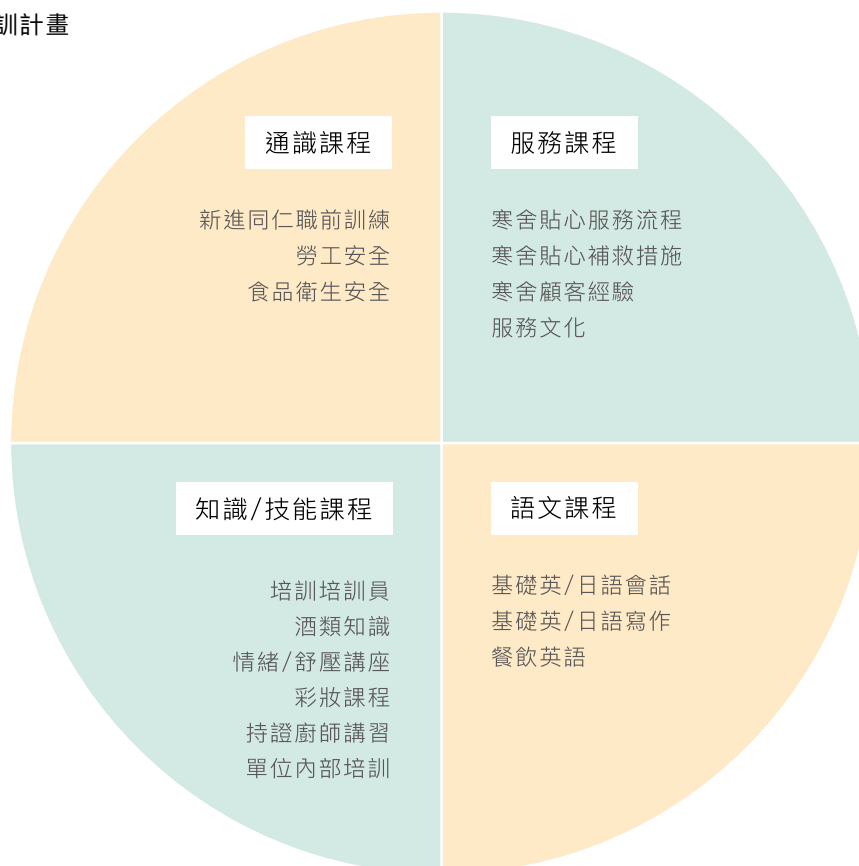 訓計畫
通識課程
新進同仁職前訓練
勞工安全
食品衛生安全
服務課程
寒舍貼心服務流程
寒舍貼心補救措施
寒舍顧客經驗
服務文化
知識/技能課程
培訓培訓員
酒類知識
情緒/舒壓講座
彩妝課程
持證廚師講習
單位內部培訓
語文課程
基礎英/日語會話
基礎英/日語寫作
餐飲英語